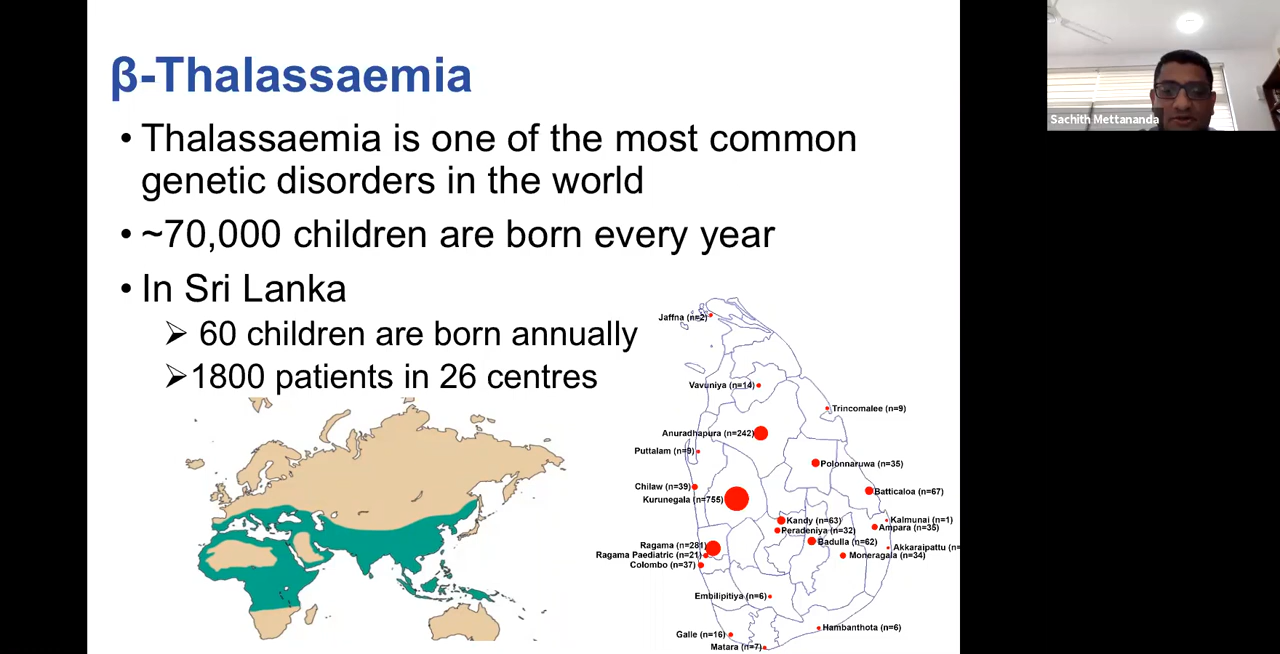 β-Thalassaemia
• Thalassaemia is one of the most common
genetic disorders in the world
• ~70,000 children are born every year
• In Sri Lanka
➢ 60 children are born annually
➢1800 patients in 26 centres
Jaffna (n=2)
Vavuniya (n=14)
Trincomalee (n=9)
Anuradhapura (n=242)
Puttalam (n=9)
Polonnaruwa (n=35)
Chilaw (n=39)
Kurunegala (n=755)
Batticaloa (n=67)
Kandy (n=63)
Kalmunai (n=1)
Peradeniya (n=32)
Ampara (n=35)
Badulla (n=62)
Ragama (n=281)
Akkaraipattu (n=
Ragama Paediatric (n=21)
Moneragala (n=34)
Colombo (n=37)
Embilipitiya (n=6)
Hambanthota (n=6)
Galle (n=16)
Matara (n=7)
Sachith Mettananda